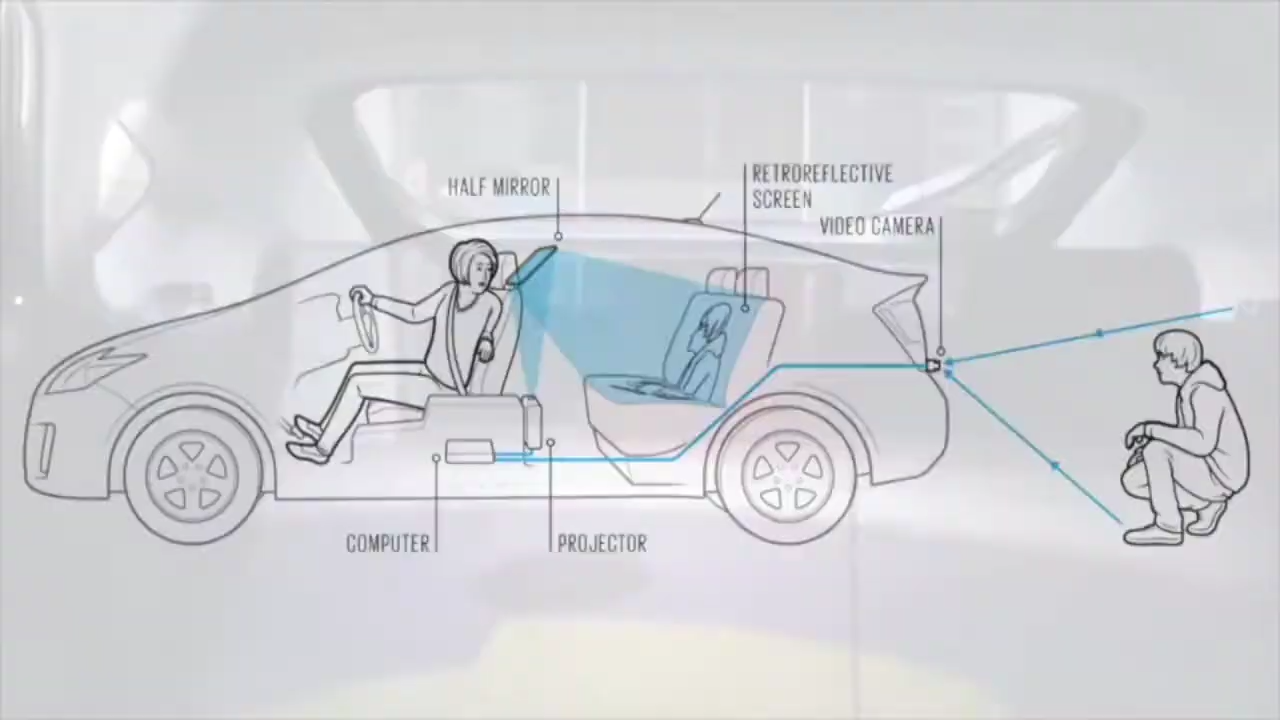 HALF MIRROR
RETROREFLECTIVE
SCREEN
VIDEO CAMERA
COMPUTER
PROJECTOR